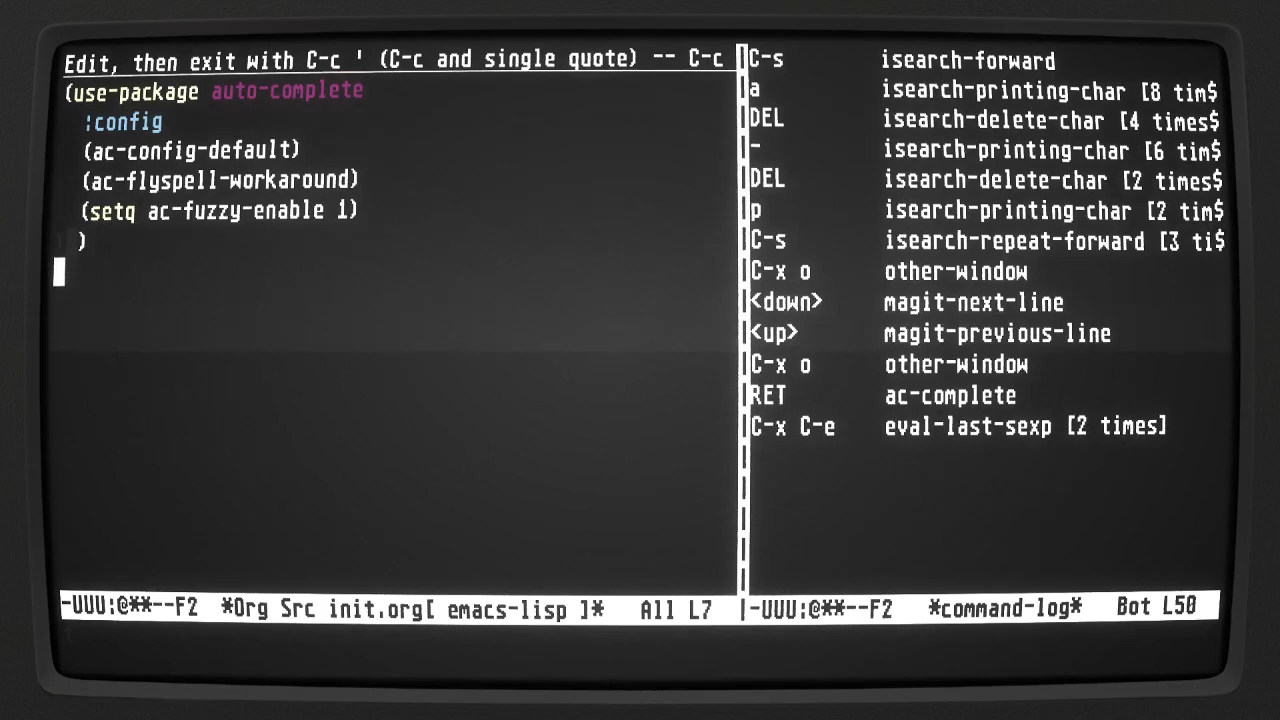 Edit, then exit with C-c ' (C-c and single quote) -- C-c
(use-package auto-complete
:config
(ac-config-default)
(ac-flyspell-workaround)
(setq ac-fuzzy-enable 1)
)
-UUU:@**--F2 *Org Src init.org[ emacs-lisp ]* All L7
C-s isearch-forward
a isearch-printing-char [8 tim$
DEL isearch-delete-char [4 times$
- isearch-printing-char [6 tim$
DEL isearch-delete-char [2 times$
p isearch-printing-char [2 tim$
C-s isearch-repeat-forward [3 ti$
C-x o other-window
<down> magit-next-line
<up> magit-previous-line
C-x o other-window
RET ac-complete
C-x C-e eval-last-sexp [2 times]
|-UUU:@**--F2 *command-log* Bot L50